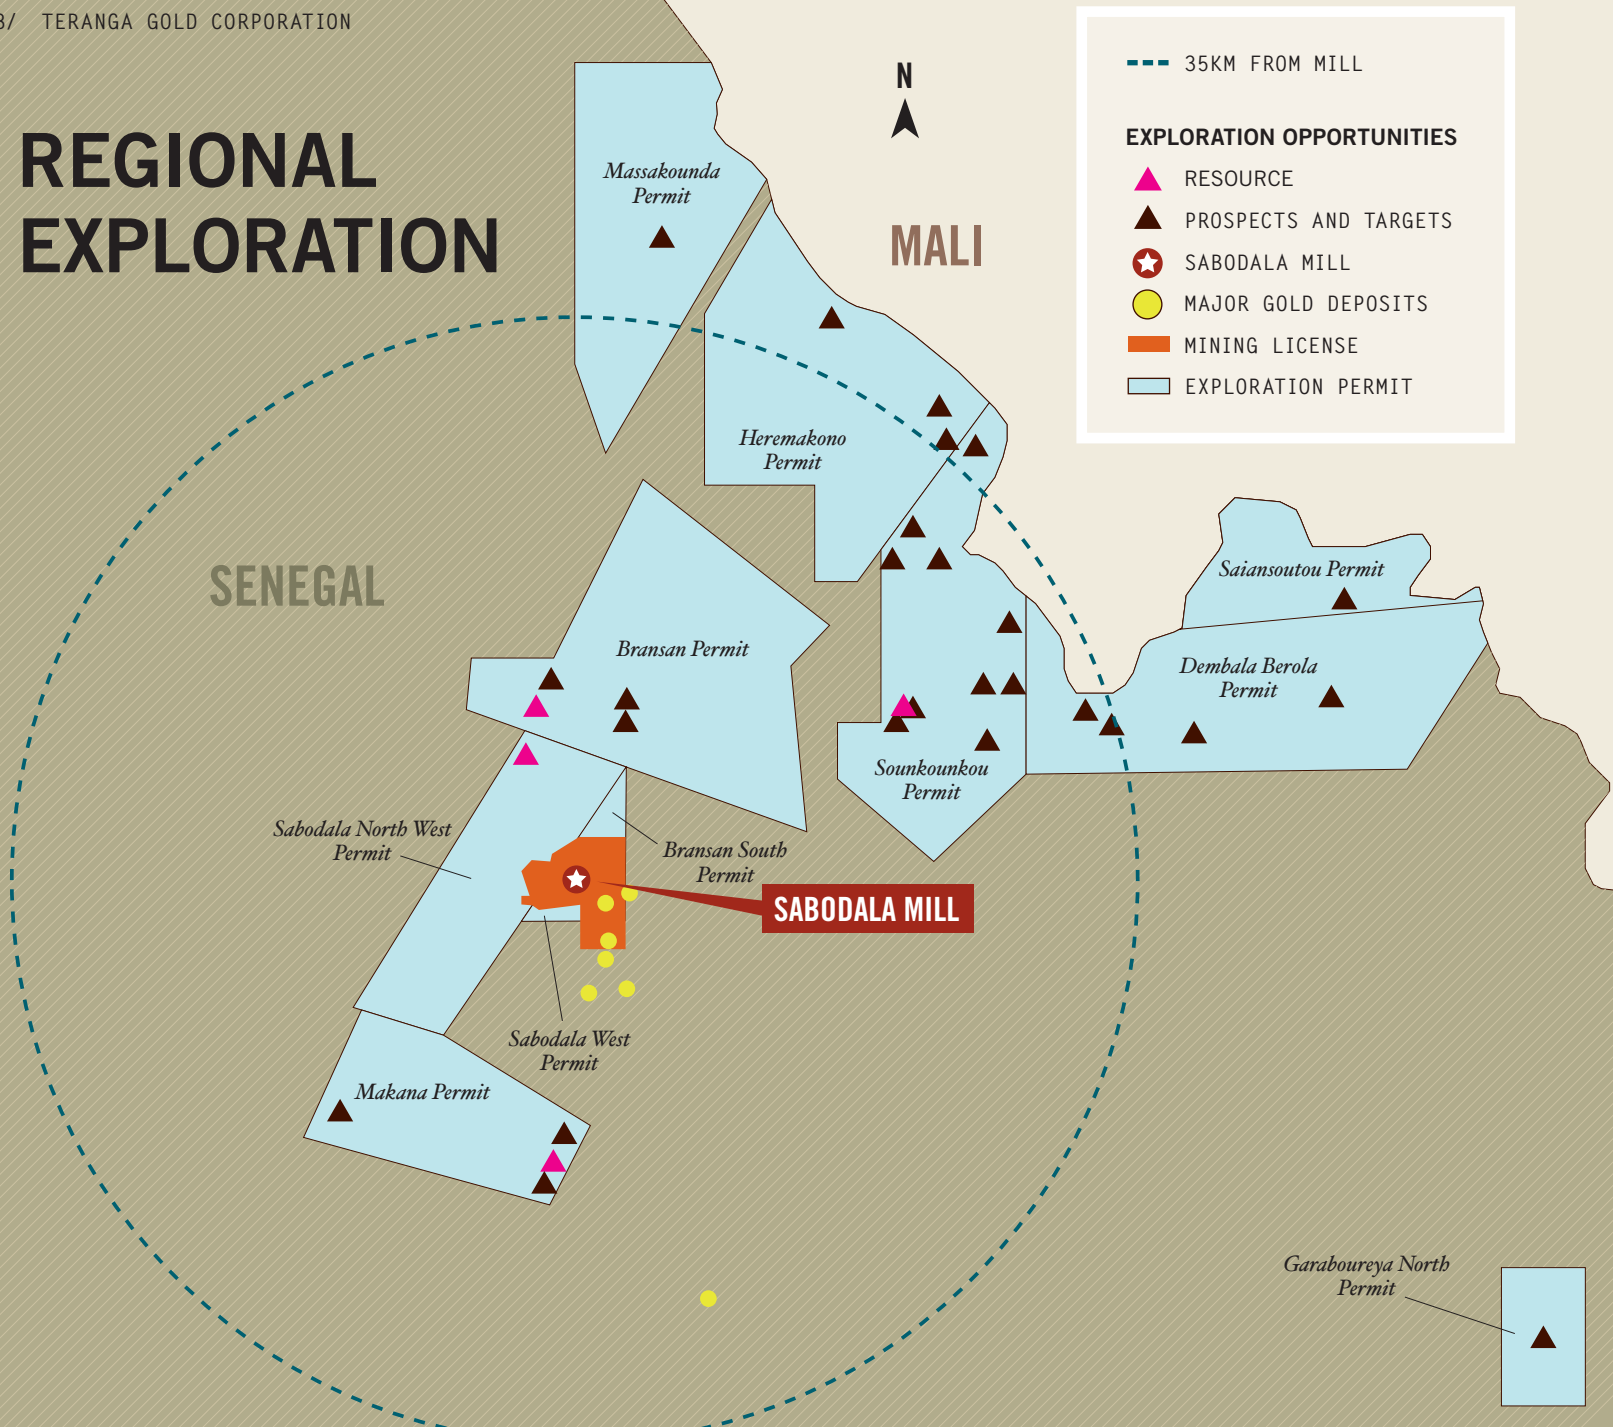 3/ TERANGA GOLD CORPORATION
REGIONAL
EXPLORATION
N
35KM FROM MILL
EXPLORATION OPPORTUNITIES
RESOURCE
PROSPECTS AND TARGETS
SABODALA MILL
MAJOR GOLD DEPOSITS
MINING LICENSE
EXPLORATION PERMIT
Massakounda
Permit
MALI
Heremakono
Permit
SENEGAL
Saiansoutou Permit
Bransan Permit
Dembala Berola
Permit
Sounkounkou
Permit
Sabodala North West
Permit
Bransan South
Permit
SABODALA MILL
Sabodala West
Permit
Makana Permit
Garaboureya North
Permit